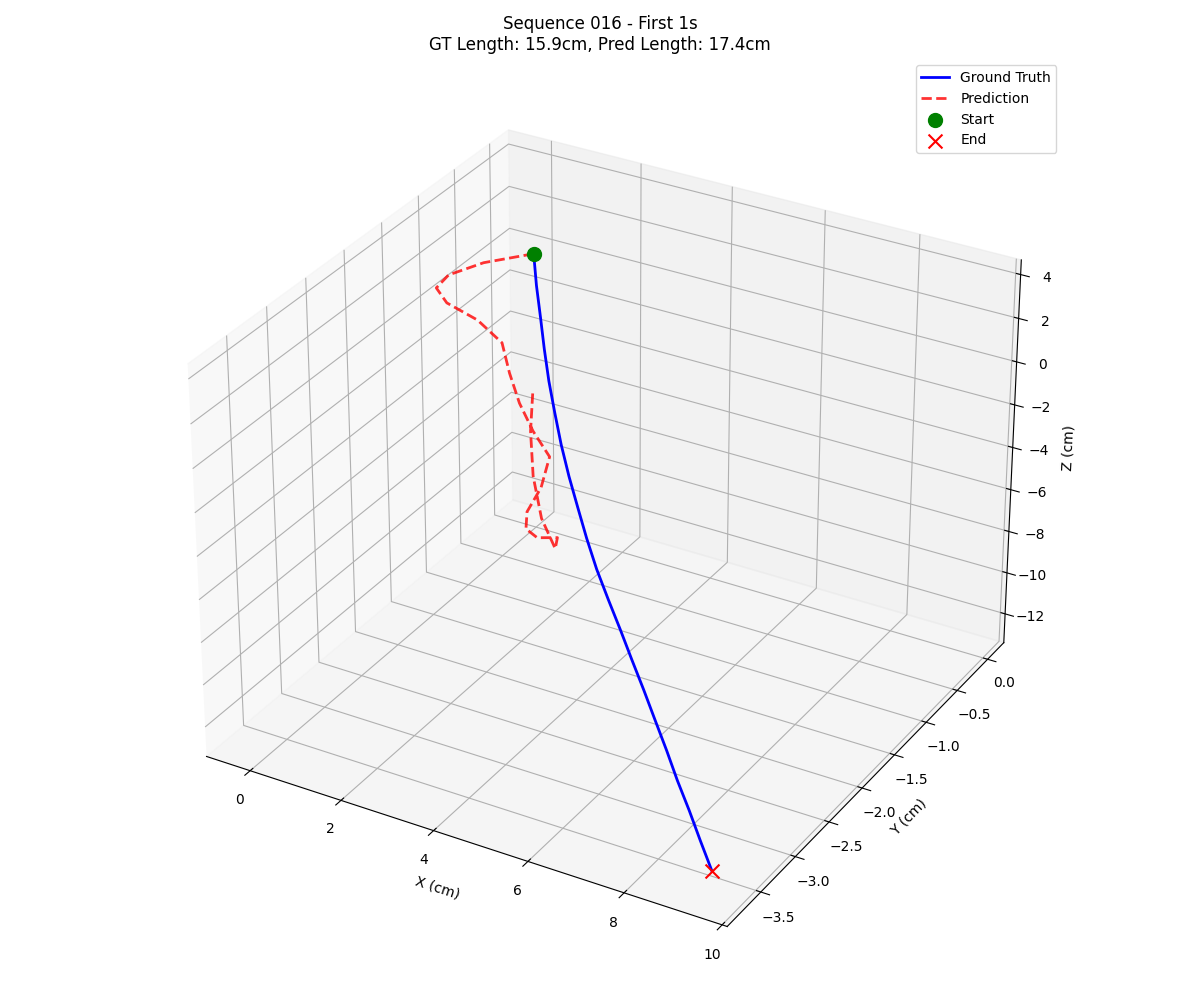 Sequence 016 - First 1s
GT Length: 15.9cm, Pred Length: 17.4cm
Ground Truth
Prediction
Start
End
4
2
0
−2
−4
−6
−8
−10
−12
Z (cm)
0.0
−0.5
−1.0
−1.5
−2.0
−2.5
−3.0
−3.5
Y (cm)
0
2
4
6
8
10
X (cm)